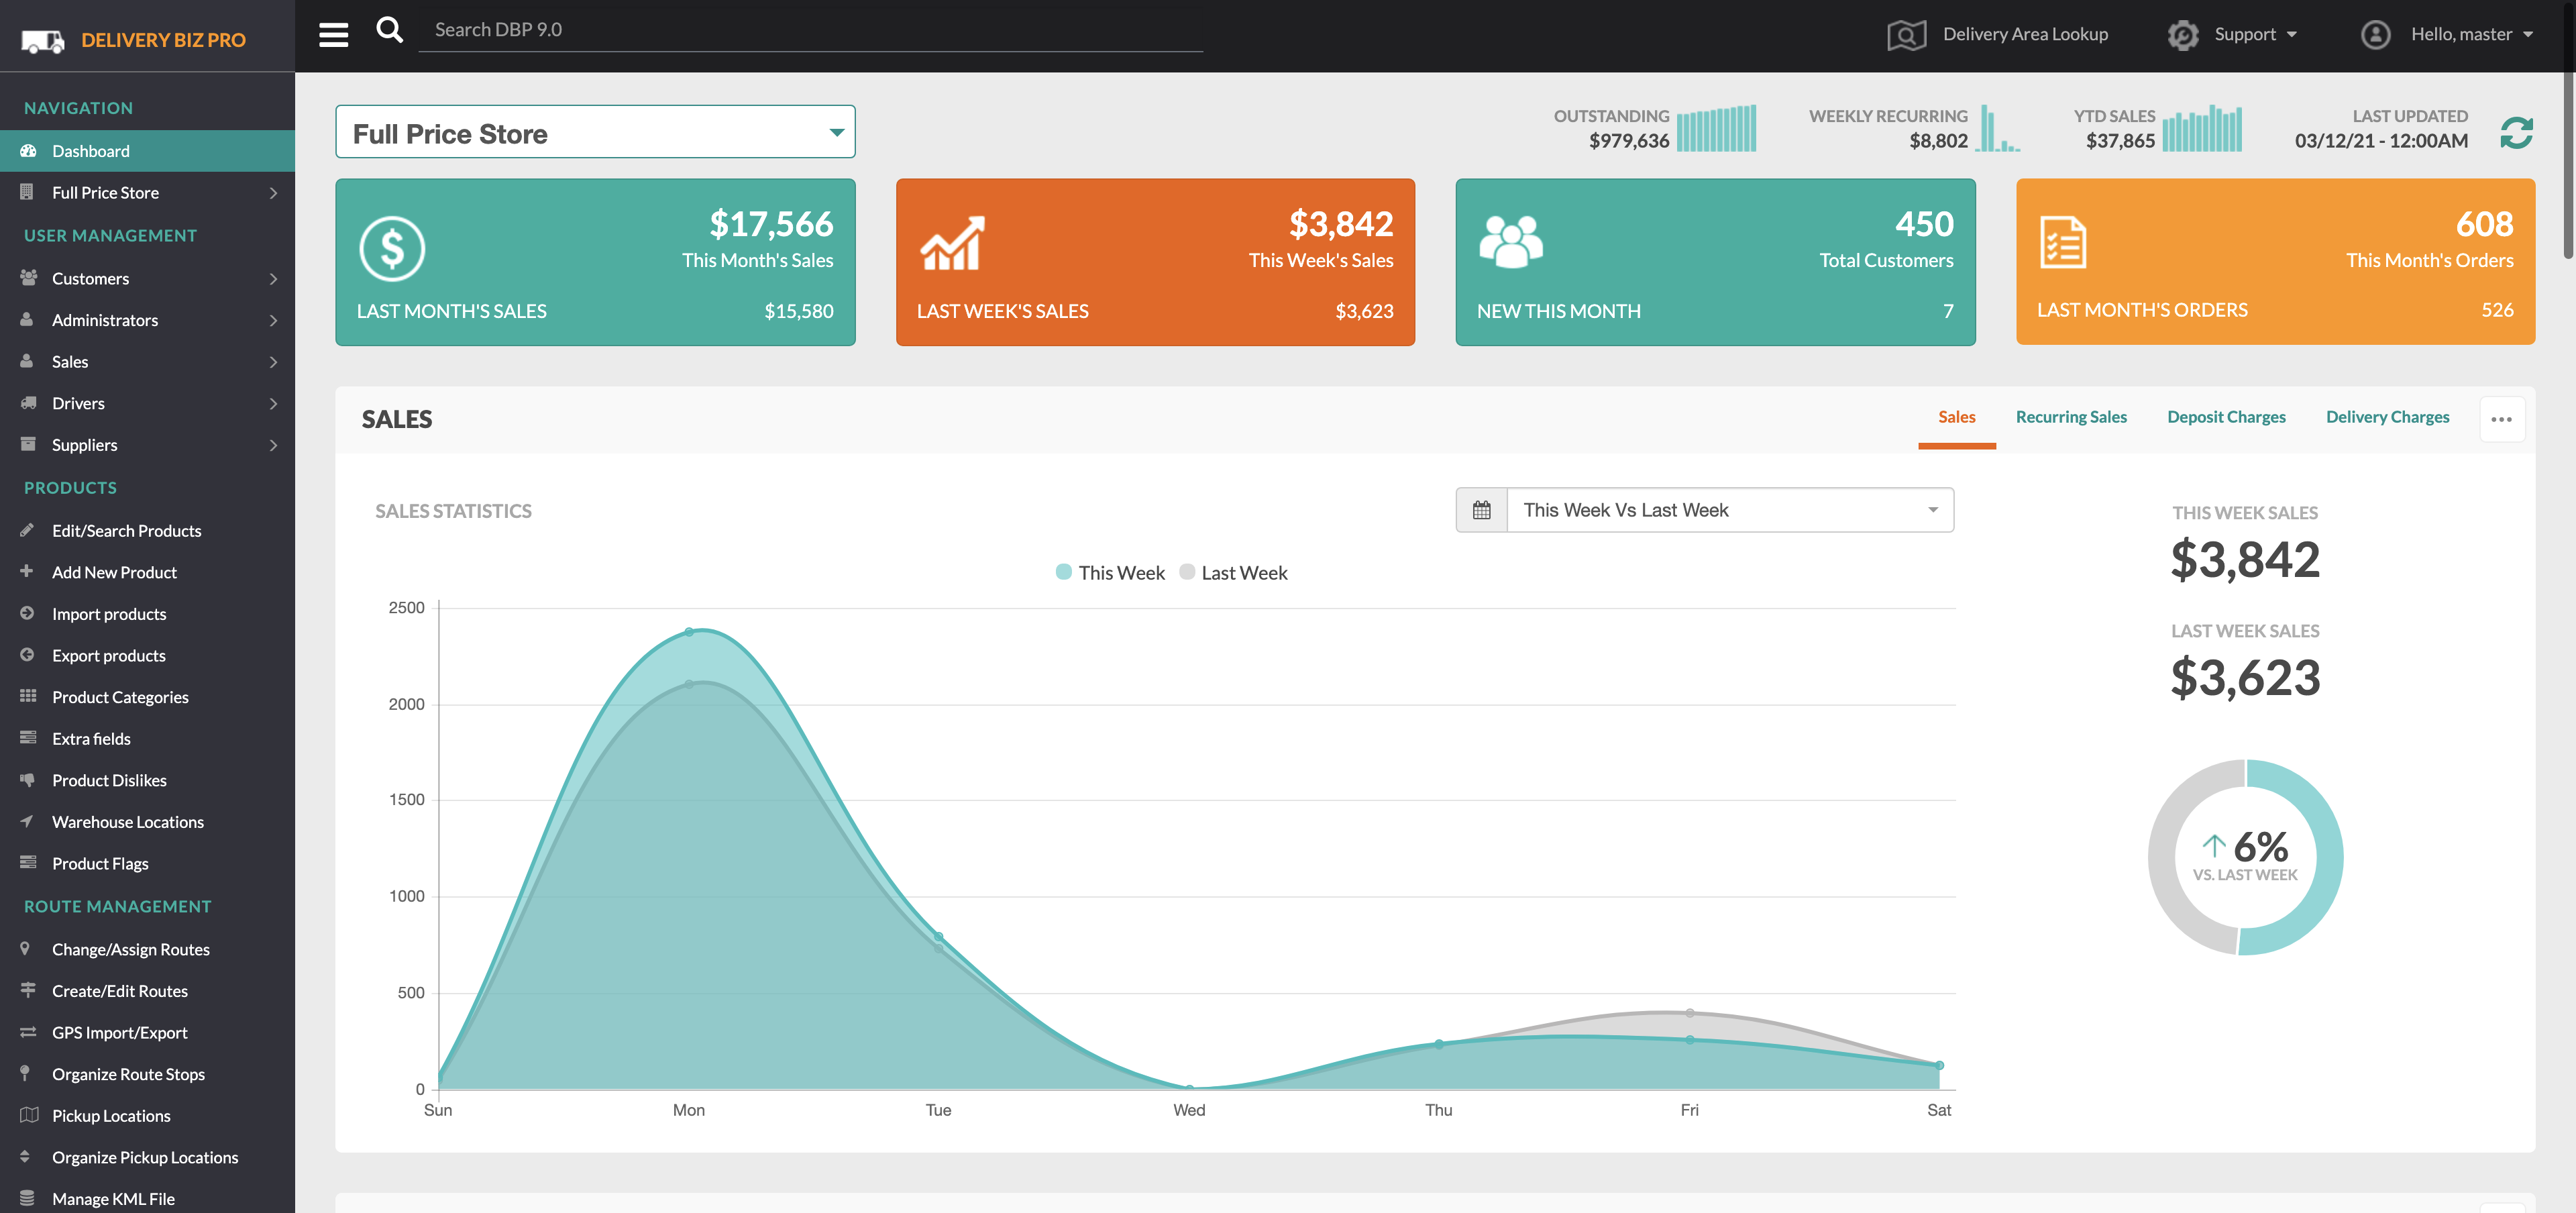 DELIVERY BIZ PRO
Search DBP 9.0
Delivery Area Lookup
Support
Hello, master
NAVIGATION
Dashboard
Full Price Store
USER MANAGEMENT
Customers
Administrators
Sales
Drivers
Suppliers
PRODUCTS
Edit/Search Products
Add New Product
Import products
Export products
Product Categories
Extra fields
Product Dislikes
Warehouse Locations
Product Flags
ROUTE MANAGEMENT
Change/Assign Routes
Create/Edit Routes
GPS Import/Export
Organize Route Stops
Pickup Locations
Organize Pickup Locations
Manage KML File
Full Price Store
OUTSTANDING
$979,636
WEEKLY RECURRING
$8,802
YTD SALES
$37,865
LAST UPDATED
03/12/21 - 12:00AM
$17,566
This Month's Sales
LAST MONTH'S SALES $15,580
$3,842
This Week's Sales
LAST WEEK'S SALES $3,623
450
Total Customers
NEW THIS MONTH 7
608
This Month's Orders
LAST MONTH'S ORDERS 526
SALES
Sales
Recurring Sales
Deposit Charges
Delivery Charges
SALES STATISTICS
This Week Vs Last Week
This Week Last Week
2500
2000
1500
1000
500
0
Sun Mon Tue Wed Thu Fri Sat
THIS WEEK SALES
$3,842
LAST WEEK SALES
$3,623
6%
VS. LAST WEEK